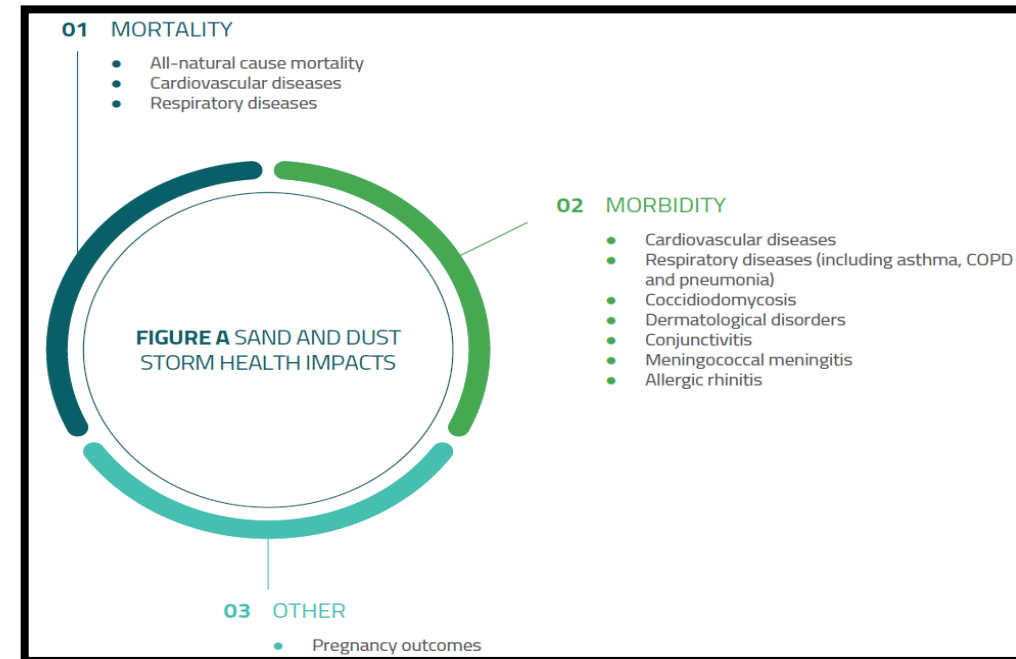 01 MORTALITY
● All-natural cause mortality
● Cardiovascular diseases
● Respiratory diseases
02 MORBIDITY
● Cardiovascular diseases
● Respiratory diseases (including asthma, COPD
and pneumonia)
● Coccidiodomycosis
● Dermatological disorders
● Conjunctivitis
● Meningococcal meningitis
● Allergic rhinitis
FIGURE A SAND AND DUST
STORM HEALTH IMPACTS
03 OTHER
● Pregnancy outcomes